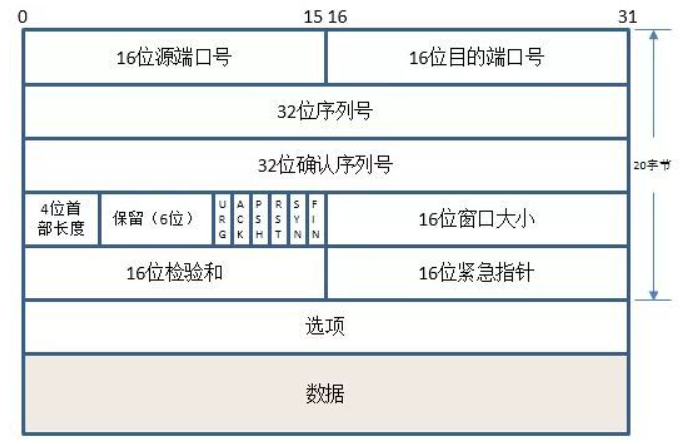 0 15 16 31
16位源端口号 16位目的端口号
32位序列号
32位确认序列号
20字节
4位首
部长度
保留（6位）
URG ACK PSH RST SYN FIN
16位窗口大小
16位检验和 16位紧急指针
选项
数据